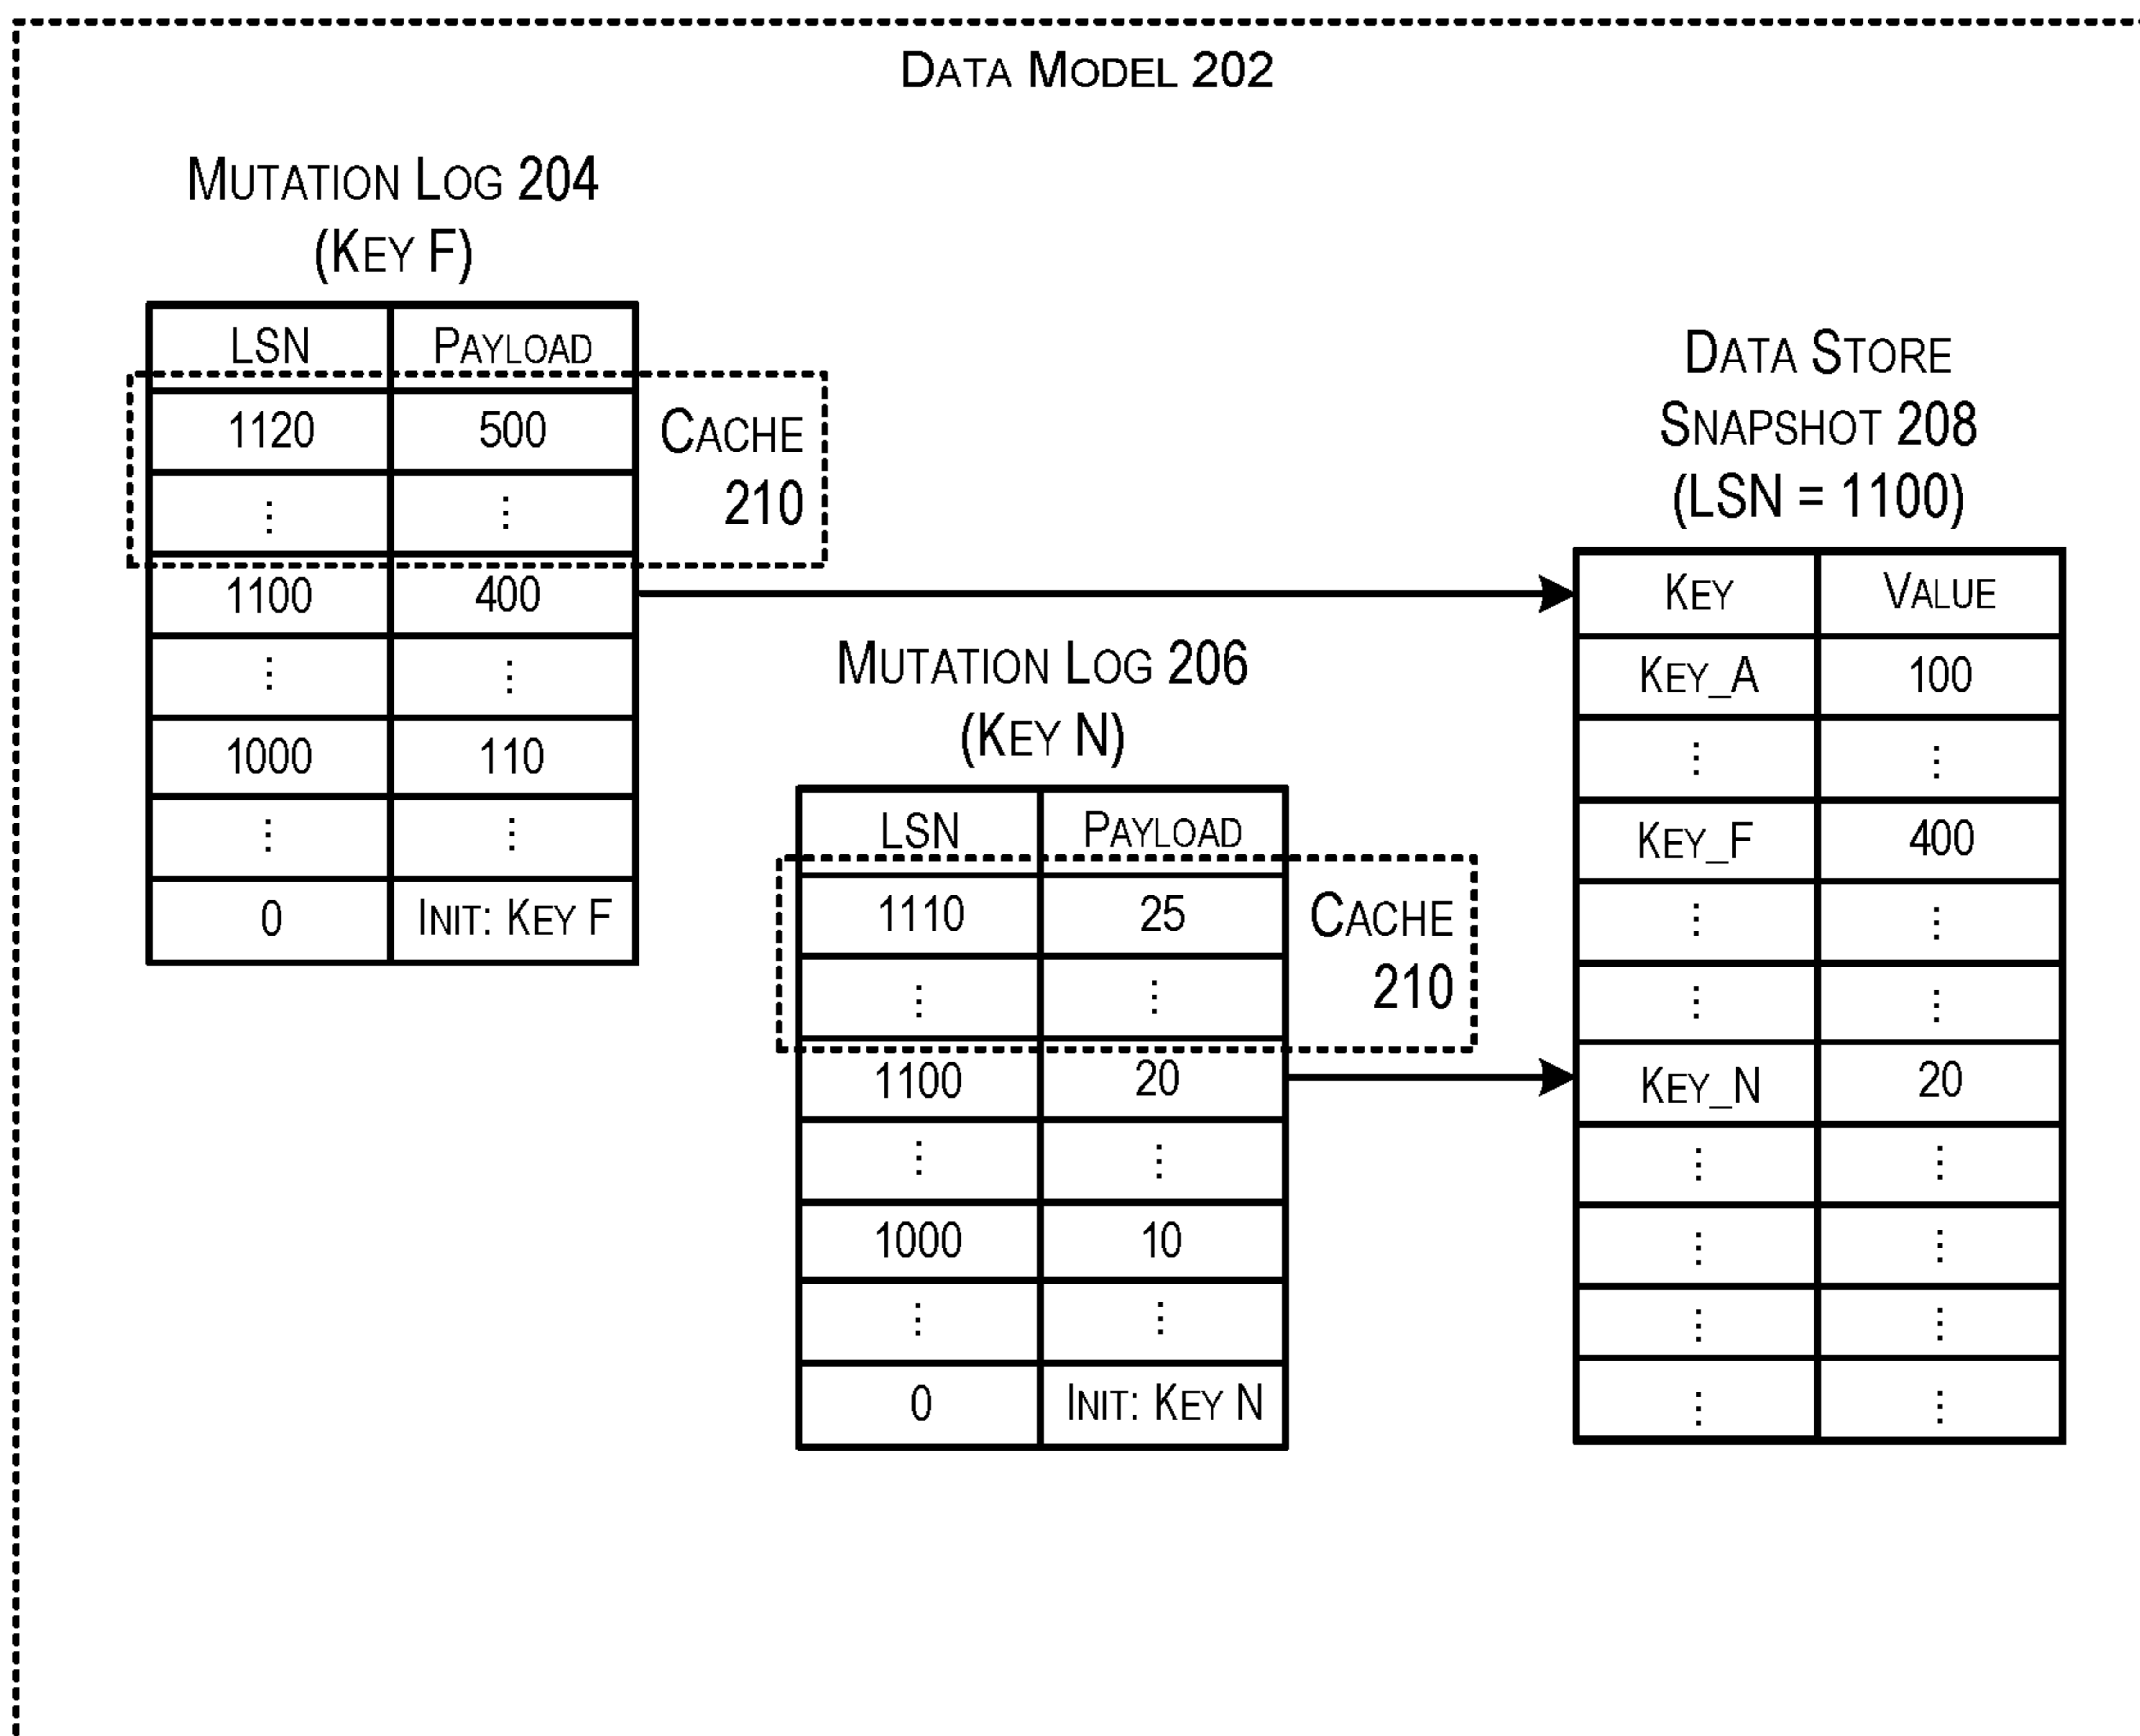 DATA MODEL 202
MUTATION LOG 204
(KEY F)
LSN PAYLOAD
1120 500
⋮ ⋮
1100 400
⋮ ⋮
1000 110
⋮ ⋮
0 INIT: KEY F
CACHE
210
MUTATION LOG 206
(KEY N)
LSN PAYLOAD
1110 25
⋮ ⋮
1100 20
⋮ ⋮
1000 10
⋮ ⋮
0 INIT: KEY N
CACHE
210
DATA STORE
SNAPSHOT 208
(LSN = 1100)
KEY VALUE
KEY_A 100
⋮ ⋮
KEY_F 400
⋮ ⋮
⋮ ⋮
KEY_N 20
⋮ ⋮
⋮ ⋮
⋮ ⋮
⋮ ⋮